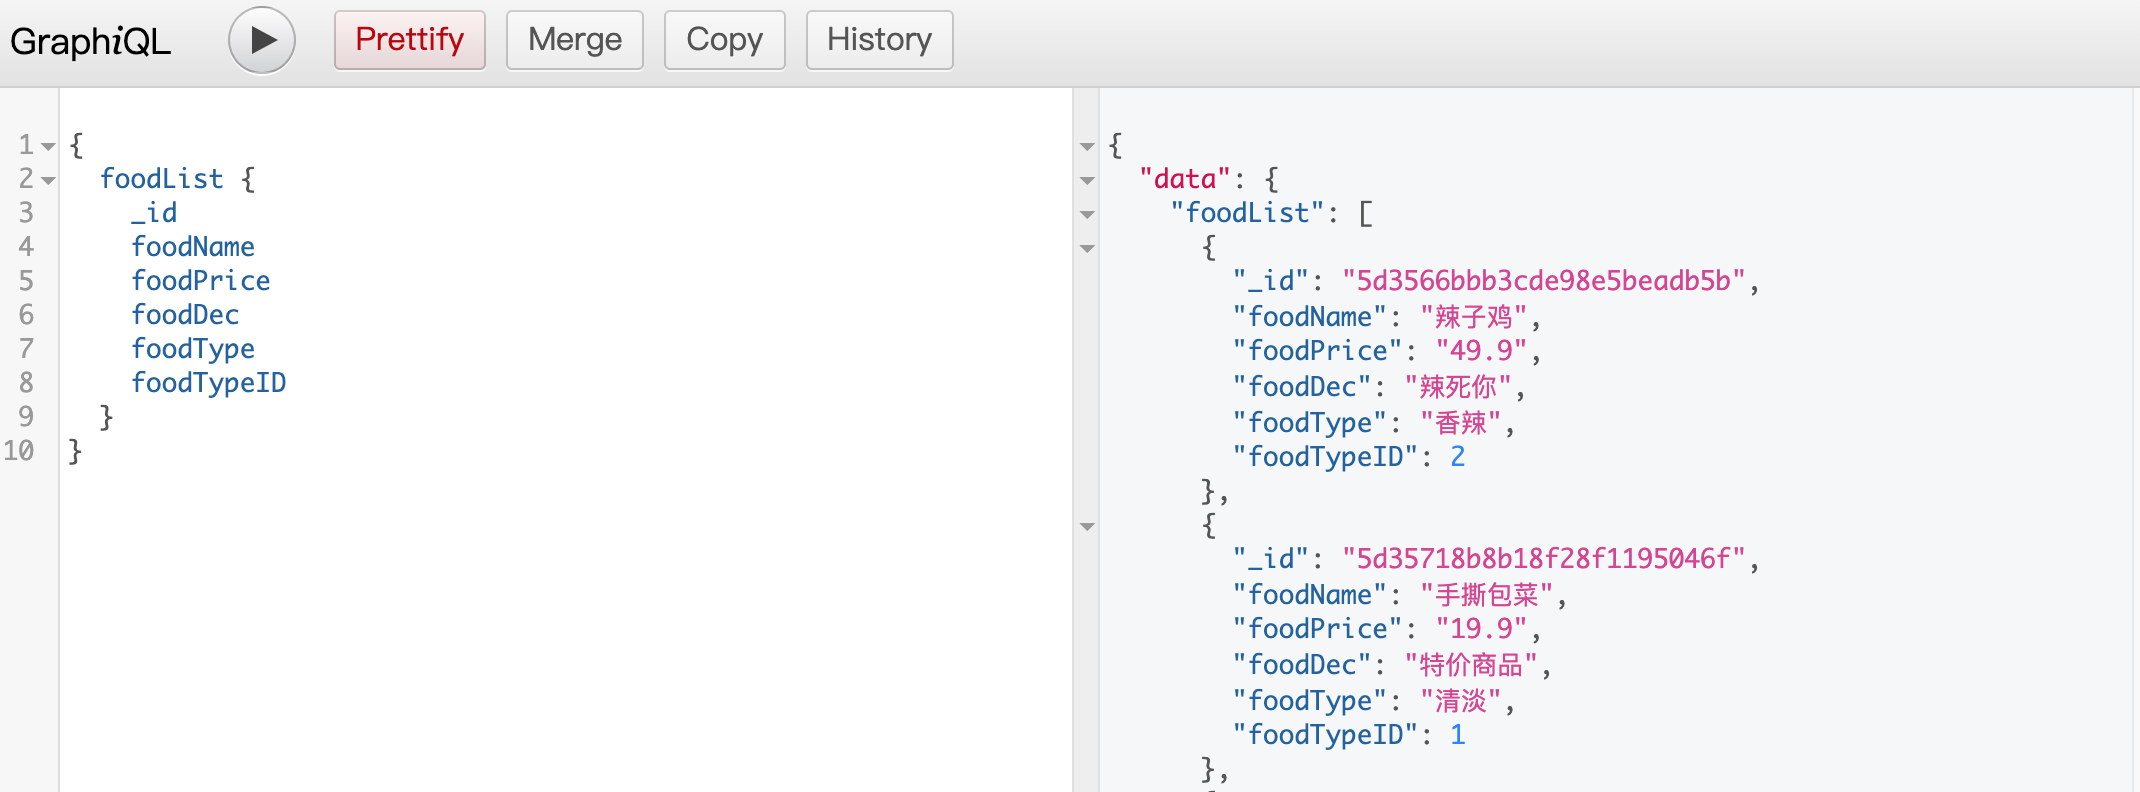 GraphiQL Prettify Merge Copy History
1 {
2 foodList {
3 _id
4 foodName
5 foodPrice
6 foodDec
7 foodType
8 foodTypeID
9 }
10 }
{
"data": {
"foodList": [
{
"_id": "5d3566bbb3cde98e5beadb5b",
"foodName": "辣子鸡",
"foodPrice": "49.9",
"foodDec": "辣死你",
"foodType": "香辣",
"foodTypeID": 2
},
{
"_id": "5d35718b8b18f28f1195046f",
"foodName": "手撕包菜",
"foodPrice": "19.9",
"foodDec": "特价商品",
"foodType": "清淡",
"foodTypeID": 1
},